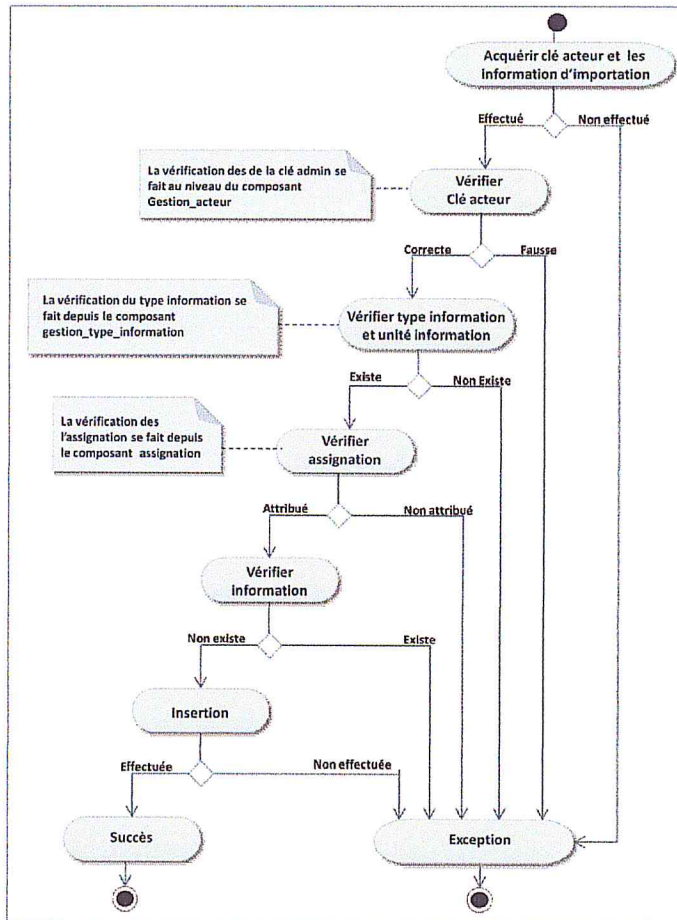 Acquérir clé acteur et les
information d'importation
Effectué
Non effectué
La vérification des de la clé admin se
fait au niveau du composant
Gestion_acteur
Vérifier
Clé acteur
Correcte
Fausse
La vérification du type information se
fait depuis le composant
gestion_type_information
Vérifier type information
et unité information
Existe
Non Existe
La vérification des
l'assignation se fait depuis
le composant assignation
Vérifier
assignation
Attribué
Non attribué
Vérifier
information
Non existe
Existe
Insertion
Effectuée
Non effectuée
Succès
Exception